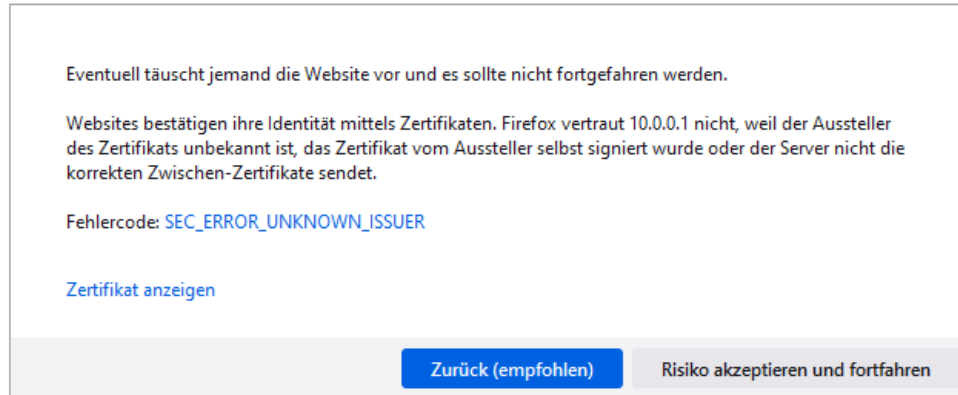 Eventuell täuscht jemand die Website vor und es sollte nicht fortgefahren werden.
Websites bestätigen ihre Identität mittels Zertifikaten. Firefox vertraut 10.0.0.1 nicht, weil der Aussteller
des Zertifikats unbekannt ist, das Zertifikat vom Aussteller selbst signiert wurde oder der Server nicht die
korrekten Zwischen-Zertifikate sendet.
Fehlercode: SEC_ERROR_UNKNOWN_ISSUER
Zertifikat anzeigen
Zurück (empfohlen)
Risiko akzeptieren und fortfahren